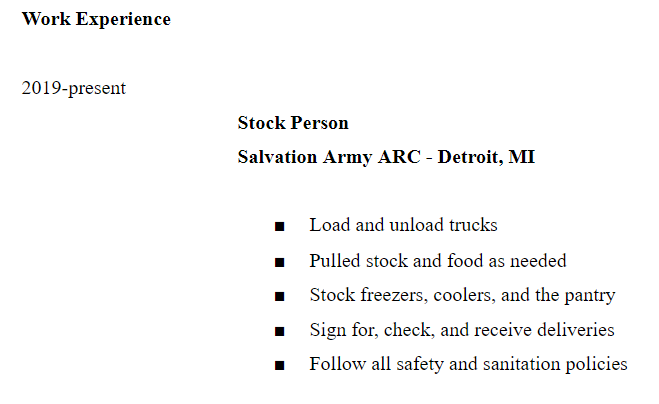 Work Experience
2019-present
Stock Person
Salvation Army ARC - Detroit, MI
■ Load and unload trucks
■ Pulled stock and food as needed
■ Stock freezers, coolers, and the pantry
■ Sign for, check, and receive deliveries
■ Follow all safety and sanitation policies